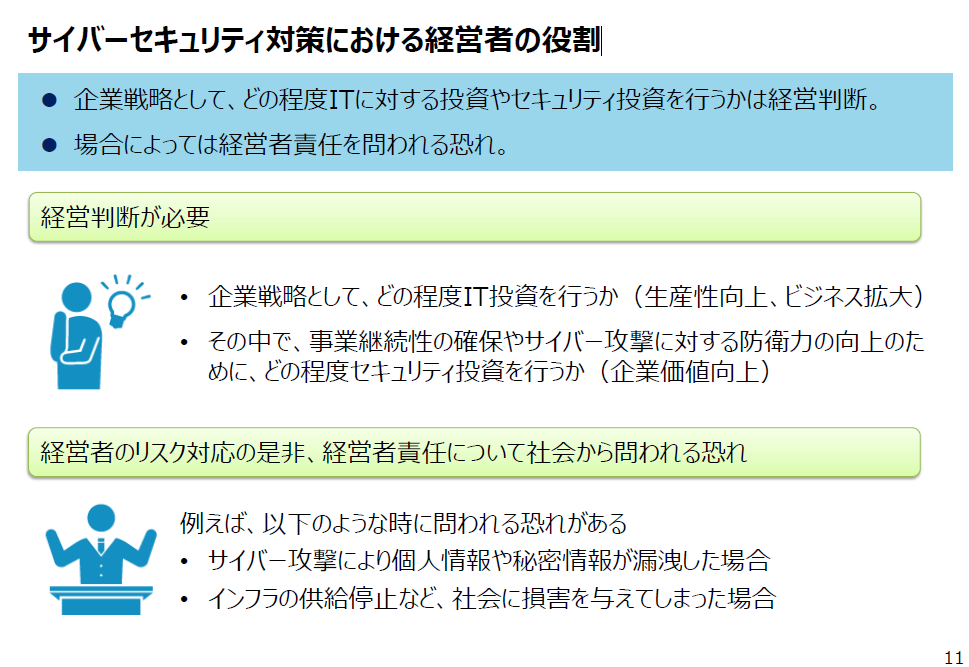 サイバーセキュリティ対策における経営者の役割
● 企業戦略として、どの程度ITに対する投資やセキュリティ投資を行うかは経営判断。
● 場合によっては経営者責任を問われる恐れ。
経営判断が必要
• 企業戦略として、どの程度IT投資を行うか（生産性向上、ビジネス拡大）
• その中で、事業継続性の確保やサイバー攻撃に対する防衛力の向上のた
めに、どの程度セキュリティ投資を行うか（企業価値向上）
経営者のリスク対応の是非、経営者責任について社会から問われる恐れ
例えば、以下のような時に問われる恐れがある
• サイバー攻撃により個人情報や秘密情報が漏洩した場合
• インフラの供給停止など、社会に損害を与えてしまった場合
11